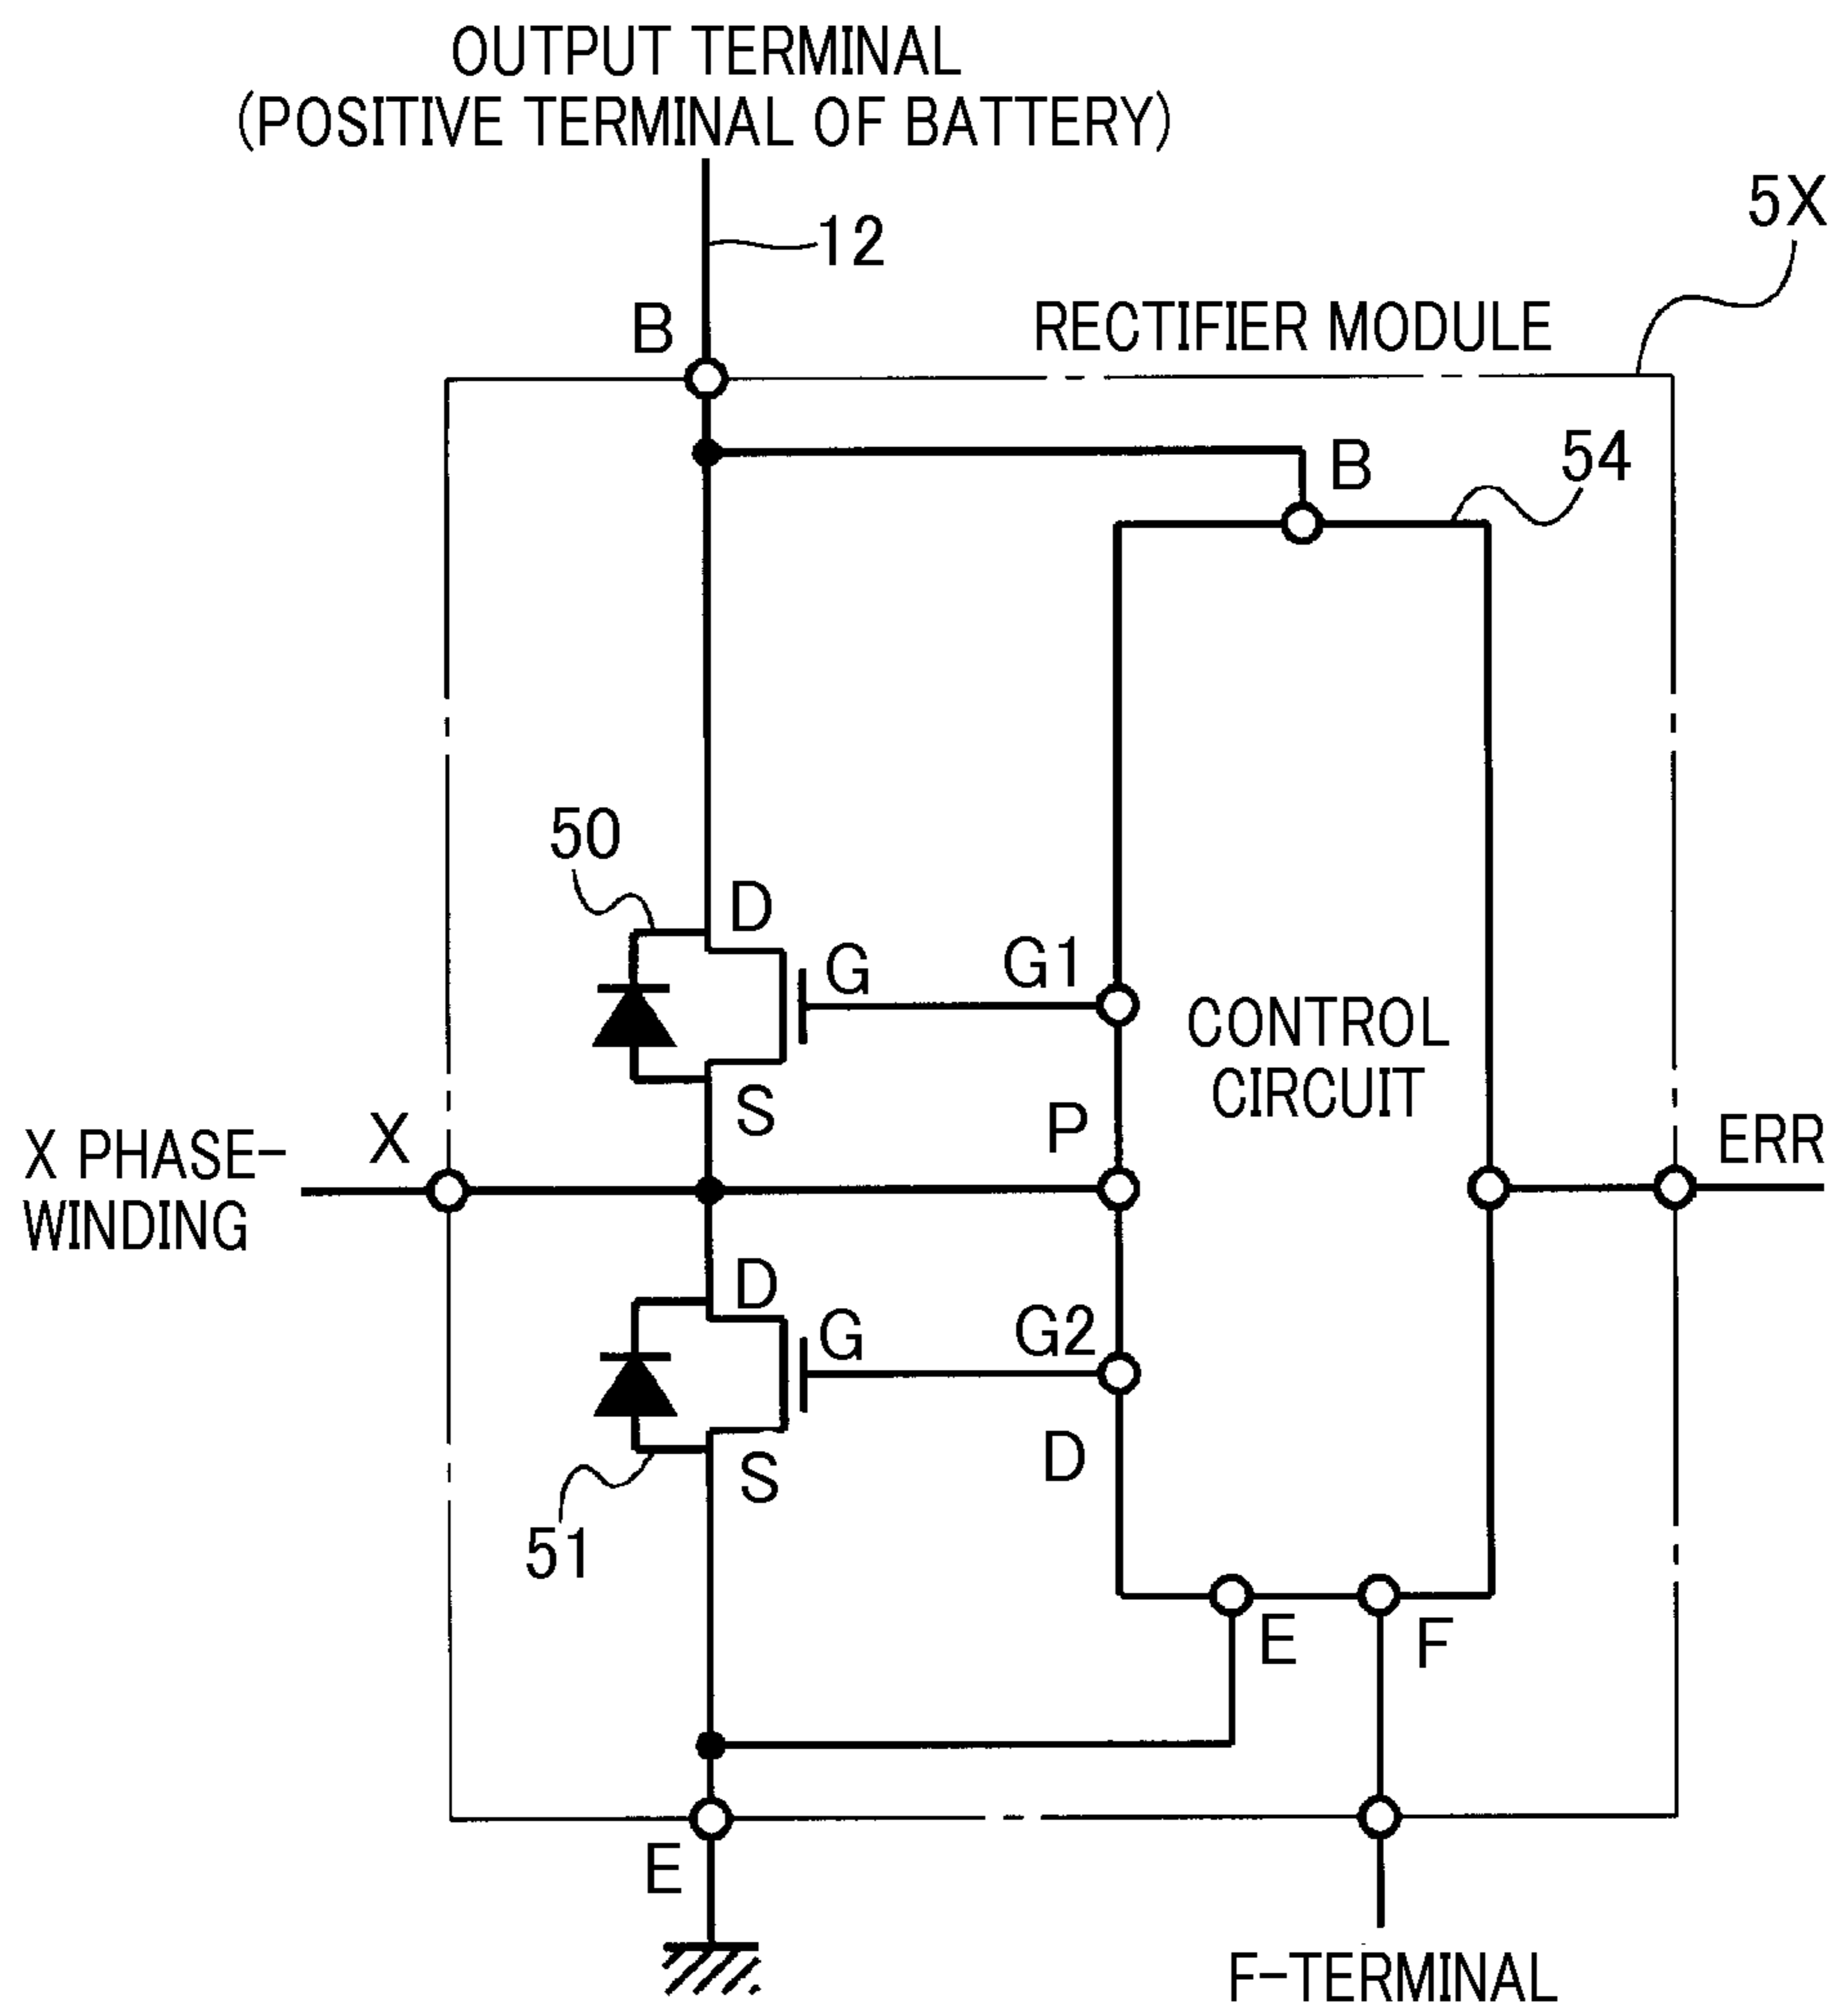 OUTPUT TERMINAL
(POSITIVE TERMINAL OF BATTERY)
5X
12
B
RECTIFIER MODULE
B
54
50
D
G
G1
CONTROL
CIRCUIT
S
P
X PHASE-
WINDING
X
ERR
D
G
G2
D
S
51
E
F
E
F-TERMINAL